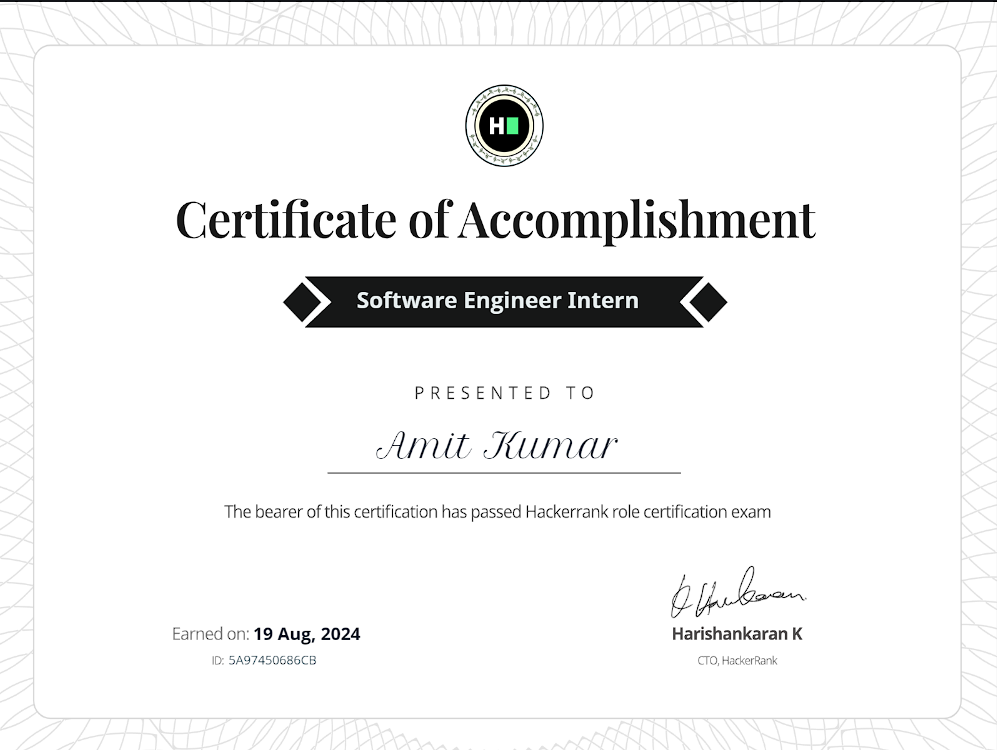 H
Certificate of Accomplishment
Software Engineer Intern
PRESENTED TO
Amit Kumar
The bearer of this certification has passed Hackerrank role certification exam
Earned on: 19 Aug, 2024
ID: 5A97450686CB
Harishankaran K
CTO, HackerRank